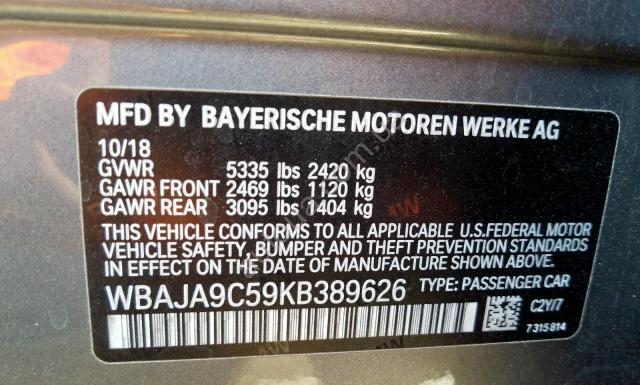 MFD BY BAYERISCHE MOTOREN WERKE AG
10/18
GVWR 5335 lbs 2420 kg
GAWR FRONT 2469 lbs 1120 kg
GAWR REAR 3095 lbs 1404 kg
THIS VEHICLE CONFORMS TO ALL APPLICABLE U.S.FEDERAL MOTOR
VEHICLE SAFETY, BUMPER AND THEFT PREVENTION STANDARDS
IN EFFECT ON THE DATE OF MANUFACTURE SHOWN ABOVE.
WBAJA9C59KB389626 TYPE: PASSENGER CAR
C2Y/7
7315814